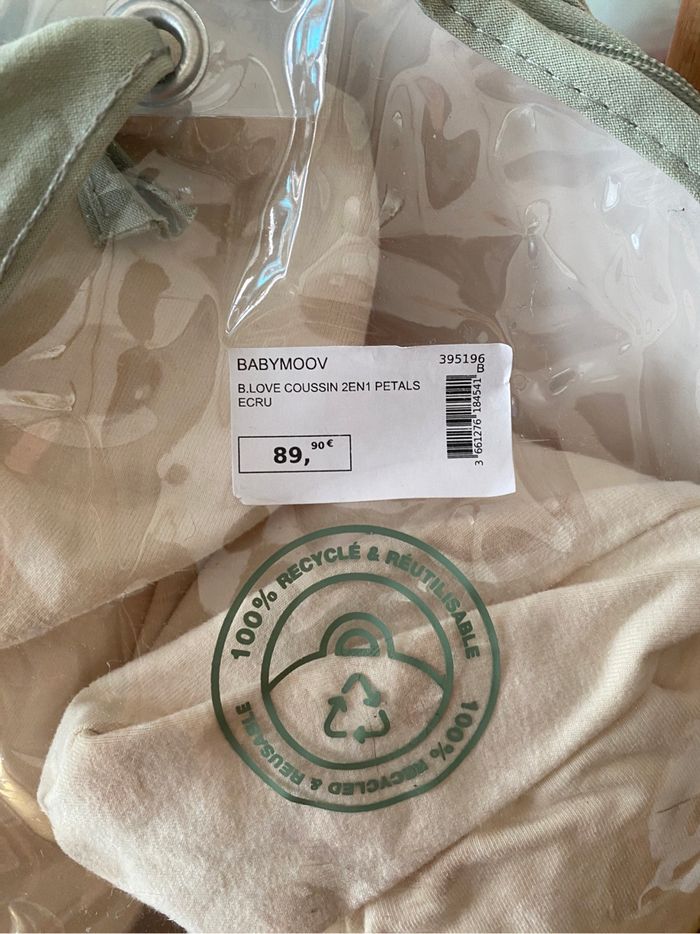 BABYMOOV 395196
B
B.LOVE COUSSIN 2EN1 PETALS
ECRU
89,90€
3 661276 184541
100% RECYCLÉ & RÉUTILISABLE
100% RECYCLED & REUSABLE